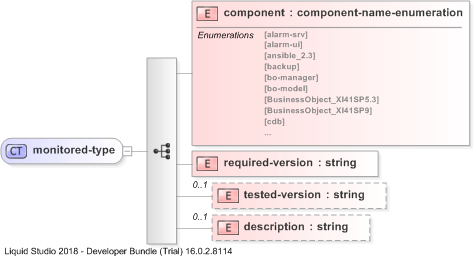 E component : component-name-enumeration
Enumerations
[alarm-srv]
[alarm-ui]
[ansible_2.3]
[backup]
[bo-manager]
[bo-model]
[BusinessObject_XI41SP5.3]
[BusinessObject_XI41SP9]
[cdb]
...
CT monitored-type
E required-version : string
0..1
E tested-version : string
0..1
E description : string
Liquid Studio 2018 - Developer Bundle (Trial) 16.0.2.8114